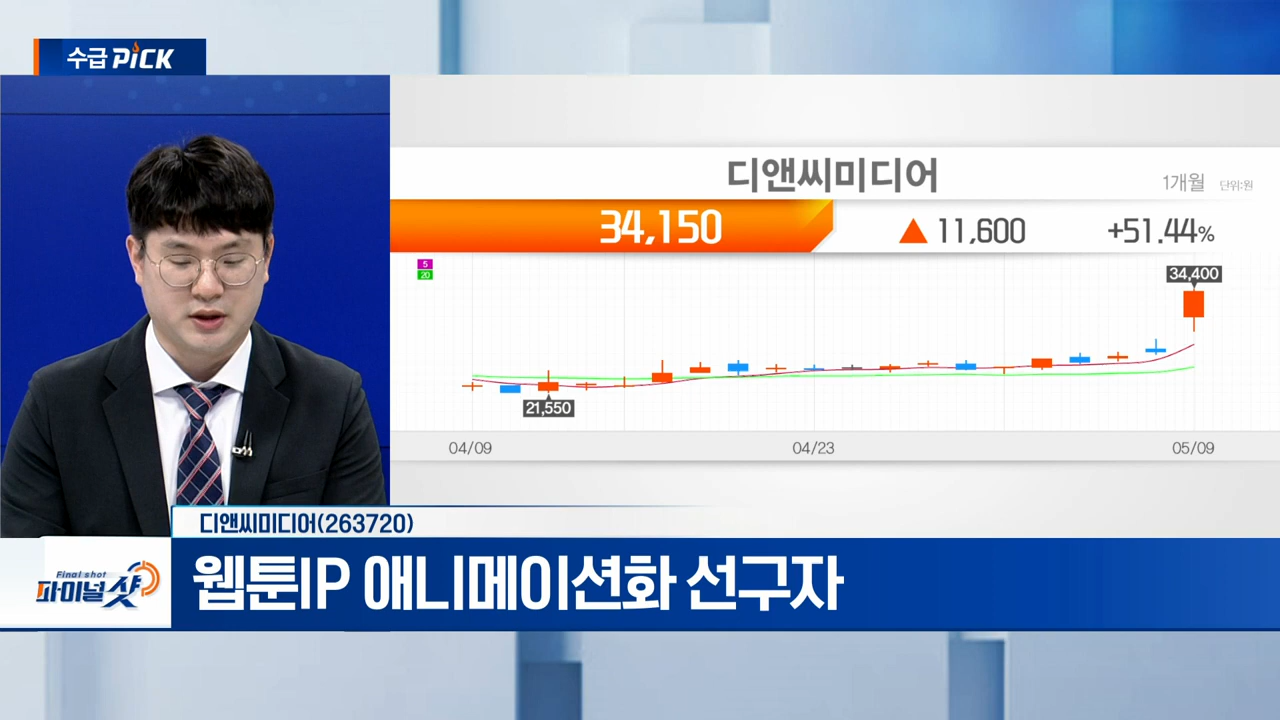 수급 PiCK
디앤씨미디어
1개월 단위:원
34,150 ▲ 11,600 +51.44%
5
20
34,400
21,550
04/09 04/23 05/09
디앤씨미디어(263720)
Final shot
파이널샷
웹툰IP 애니메이션화 선구자